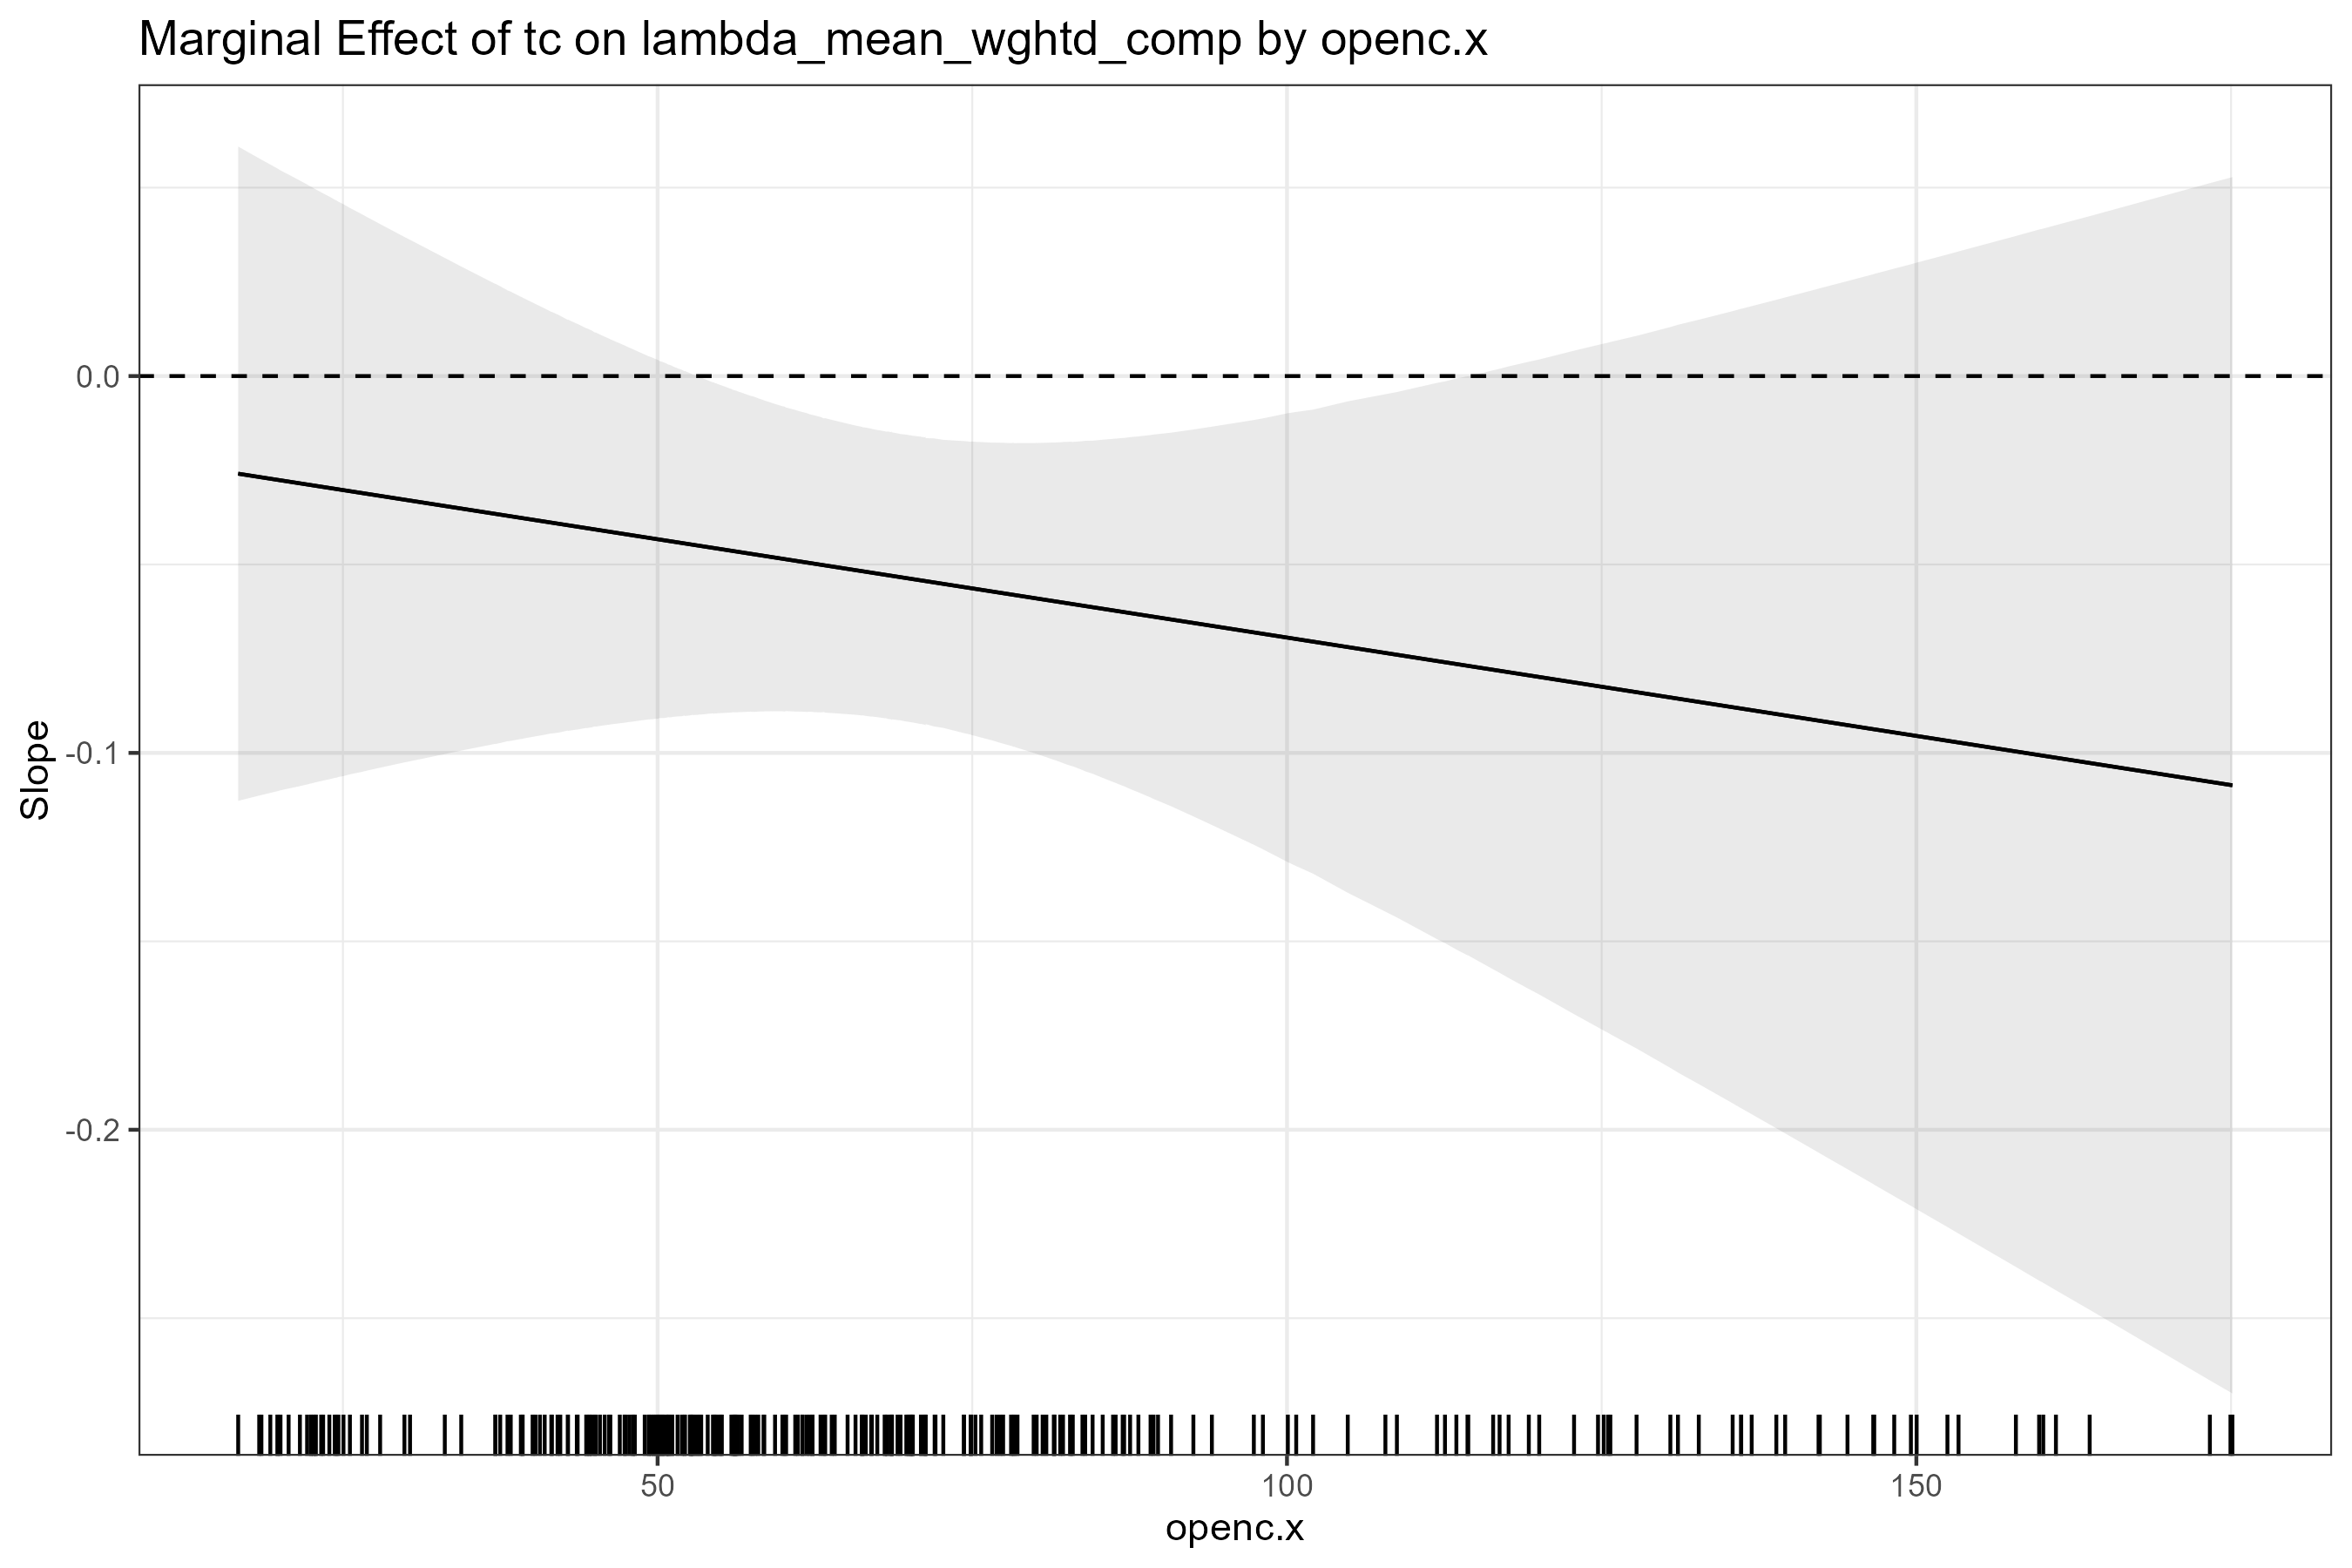 Marginal Effect of tc on lambda_mean_wghtd_comp by openc.x
0.0
-0.1
-0.2
Slope
50
100
150
openc.x